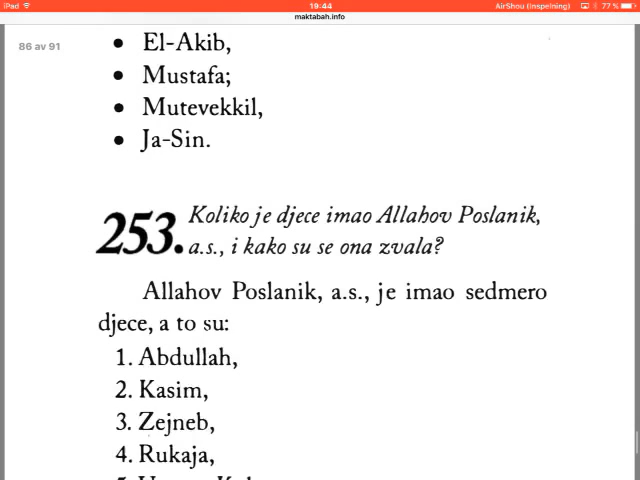 iPad 19:44 AirShou (Inspelning) 77 %
maktabah.info
86 av 91
• El-Akib,
• Mustafa;
• Mutevekkil,
• Ja-Sin.
253. Koliko je djece imao Allahov Poslanik,
a.s., i kako su se ona zvala?
Allahov Poslanik, a.s., je imao sedmero
djece, a to su:
1. Abdullah,
2. Kasim,
3. Zejneb,
4. Rukaja,